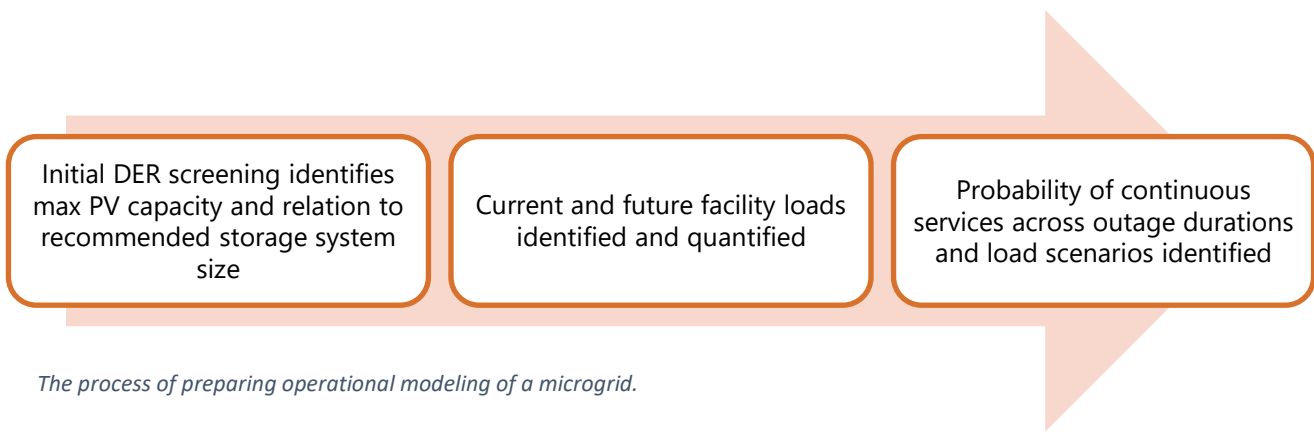 Initial DER screening identifies
max PV capacity and relation to
recommended storage system
size
Current and future facility loads
identified and quantified
Probability of continuous
services across outage durations
and load scenarios identified
The process of preparing operational modeling of a microgrid.